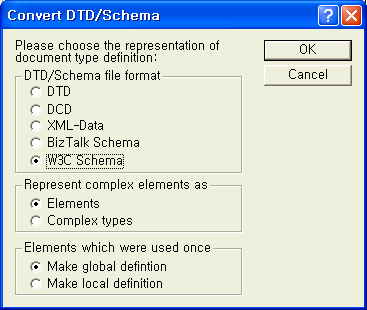 Convert DTD/Schema
Please choose the representation of
document type definition:
OK
Cancel
DTD/Schema file format
DTD
DCD
XML-Data
BizTalk Schema
W3C Schema
Represent complex elements as
Elements
Complex types
Elements which were used once
Make global defintion
Make local definition